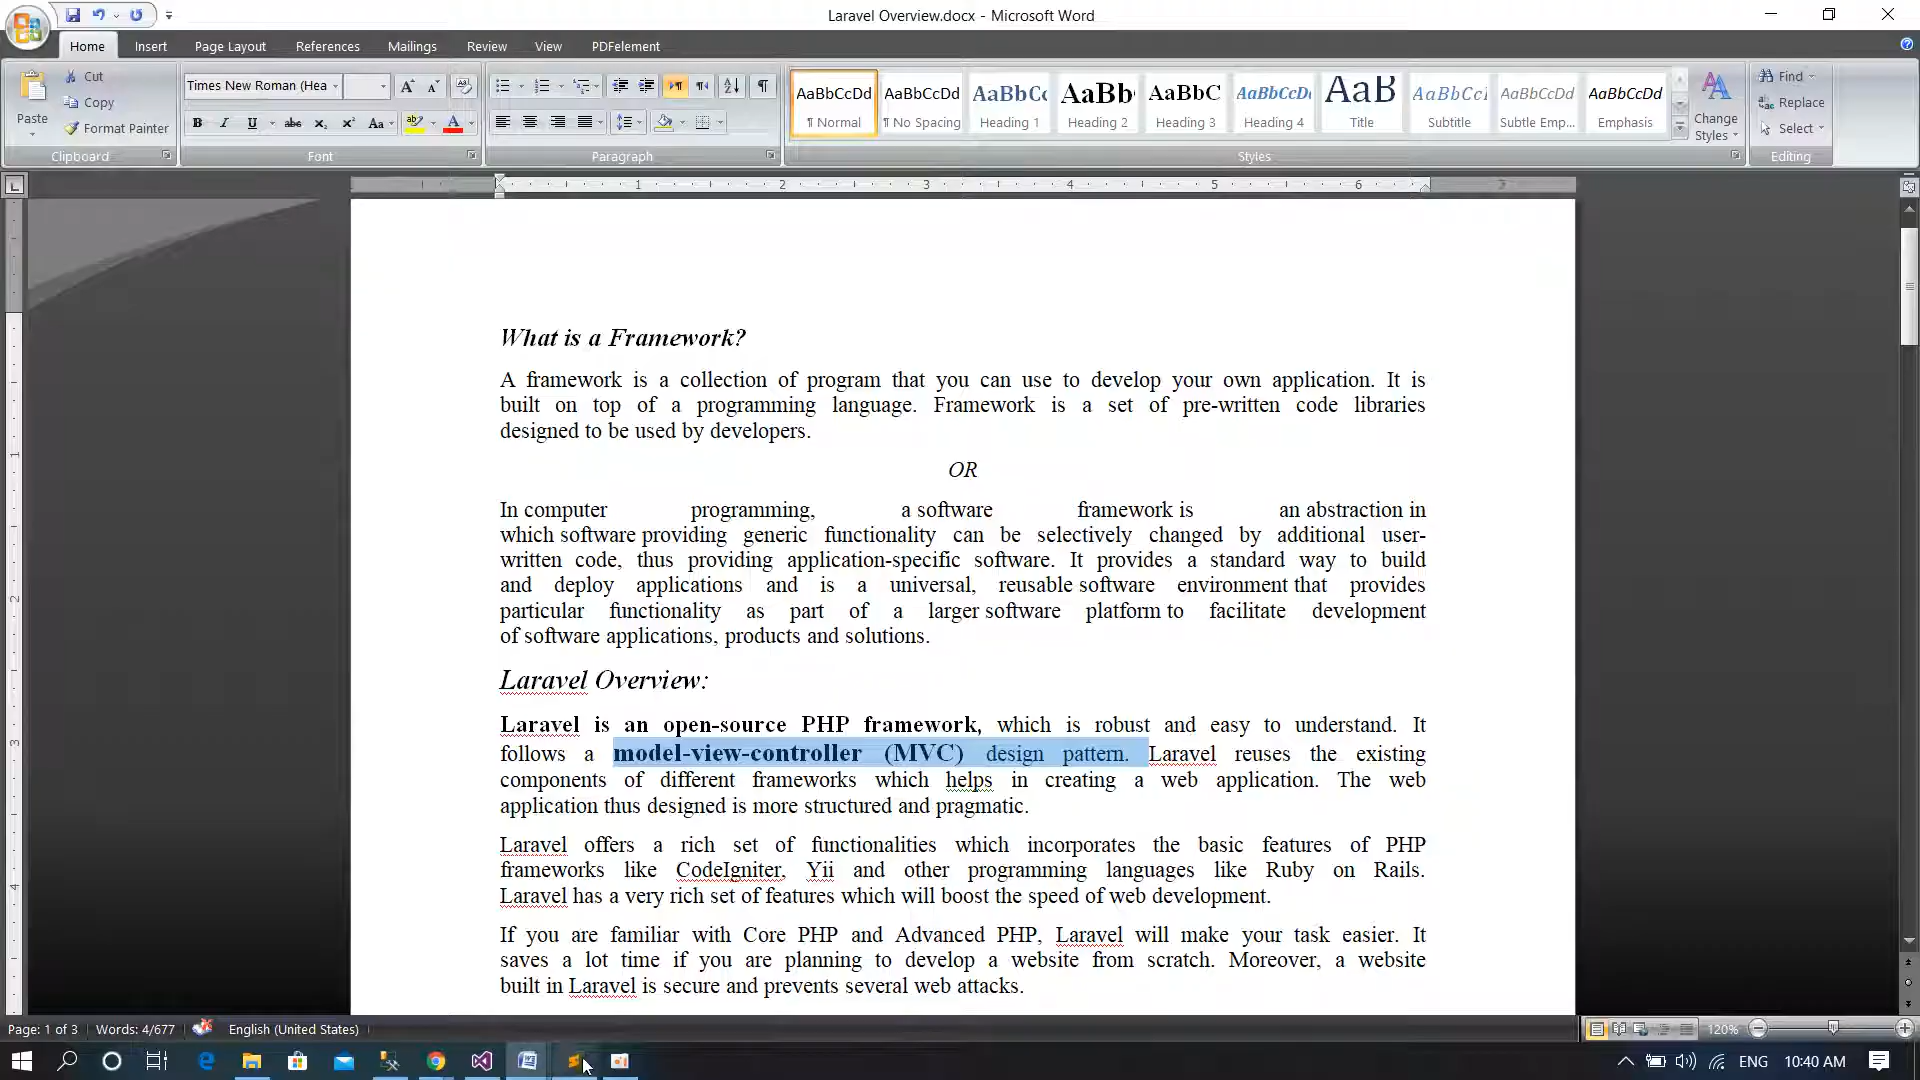 Laravel Overview.docx - Microsoft Word
Home Insert Page Layout References Mailings Review View PDFelement
Paste
Cut
Copy
Format Painter
Clipboard
Times New Roman (Hea
B I U abc x₂ x² Aa
Font
Paragraph
AaBbCcDd AaBbCcDd AaBbCc AaBb AaBbC AaBbCcDc AaB AaBbCcI AaBbCcDd AaBbCcDd
¶ Normal ¶ No Spacing Heading 1 Heading 2 Heading 3 Heading 4 Title Subtitle Subtle Emp... Emphasis
Change Styles
Styles
Find
Replace
Select
Editing
1 2 3 4 5 6 7
What is a Framework?
A framework is a collection of program that you can use to develop your own application. It is
built on top of a programming language. Framework is a set of pre-written code libraries
designed to be used by developers.
OR
In computer programming, a software framework is an abstraction in
which software providing generic functionality can be selectively changed by additional user-
written code, thus providing application-specific software. It provides a standard way to build
and deploy applications and is a universal, reusable software environment that provides
particular functionality as part of a larger software platform to facilitate development
of software applications, products and solutions.
Laravel Overview:
Laravel is an open-source PHP framework, which is robust and easy to understand. It
follows a model-view-controller (MVC) design pattern. Laravel reuses the existing
components of different frameworks which helps in creating a web application. The web
application thus designed is more structured and pragmatic.
Laravel offers a rich set of functionalities which incorporates the basic features of PHP
frameworks like CodeIgniter, Yii and other programming languages like Ruby on Rails.
Laravel has a very rich set of features which will boost the speed of web development.
If you are familiar with Core PHP and Advanced PHP, Laravel will make your task easier. It
saves a lot time if you are planning to develop a website from scratch. Moreover, a website
built in Laravel is secure and prevents several web attacks.
Page: 1 of 3 Words: 4/677 English (United States) 120%
ENG 10:40 AM